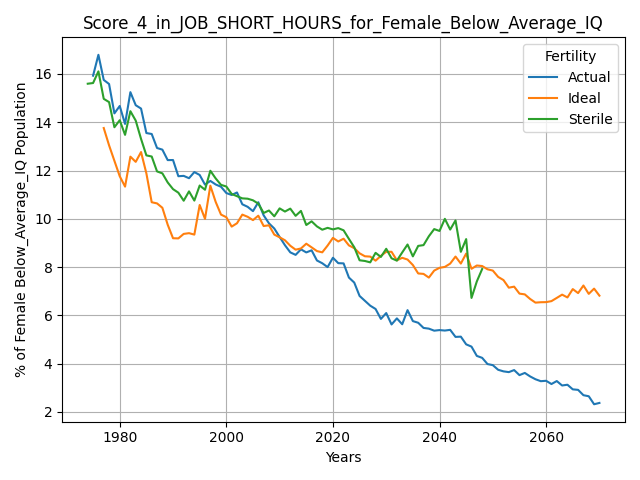 Score_4_in_JOB_SHORT_HOURS_for_Female_Below_Average_IQ
Fertility
Actual
Ideal
Sterile
% of Female Below_Average_IQ Population
16
14
12
10
8
6
4
2
1980 2000 2020 2040 2060
Years